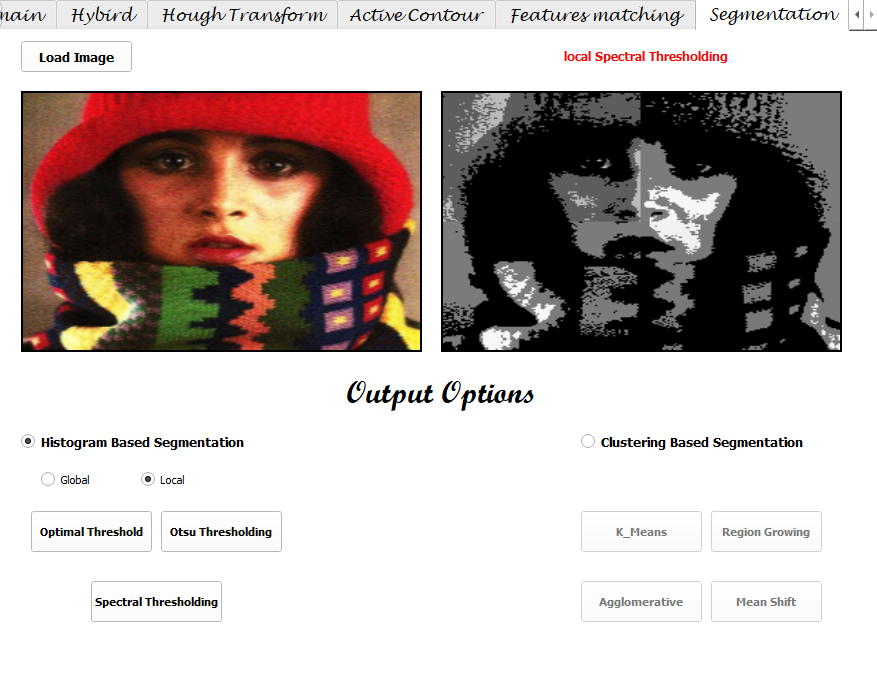 Hybird Hough Transform Active Contour Features matching Segmentation
Load Image
local Spectral Thresholding
Output Options
Histogram Based Segmentation Clustering Based Segmentation
Global Local
Optimal Threshold Otsu Thresholding K_Means Region Growing
Spectral Thresholding Agglomerative Mean Shift